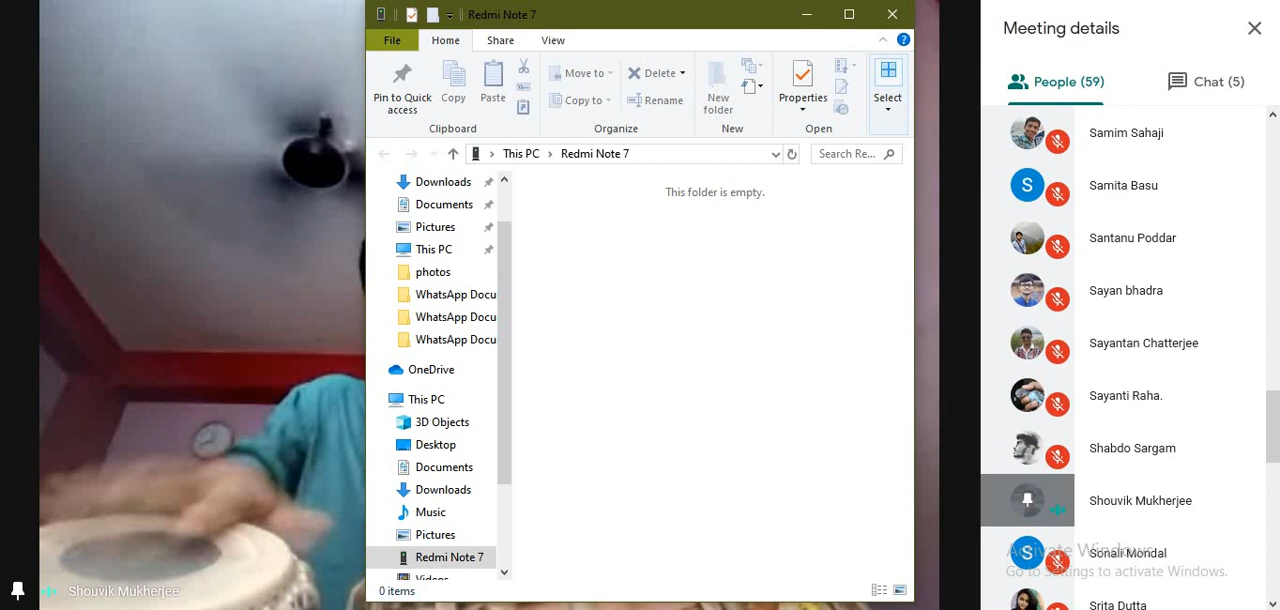 Redmi Note 7
File Home Share View
Pin to Quick access
Copy
Paste
Move to
Copy to
Delete
Rename
New folder
Properties
Open
Select
Clipboard Organize New Open
This PC Redmi Note 7
Search Re...
Downloads
Documents
Pictures
This PC
photos
WhatsApp Docu
WhatsApp Docu
WhatsApp Docu
OneDrive
This PC
3D Objects
Desktop
Documents
Downloads
Music
Pictures
Redmi Note 7
Videos
This folder is empty.
0 items
Shouvik Mukherjee
Meeting details
People (59) Chat (5)
Samim Sahaji
S Samita Basu
Santanu Poddar
Sayan bhadra
Sayantan Chatterjee
Sayanti Raha.
Shabdo Sargam
Shouvik Mukherjee
S Sinali Mondal
Srita Dutta
Activate Windows
Go to Settings to activate Windows.